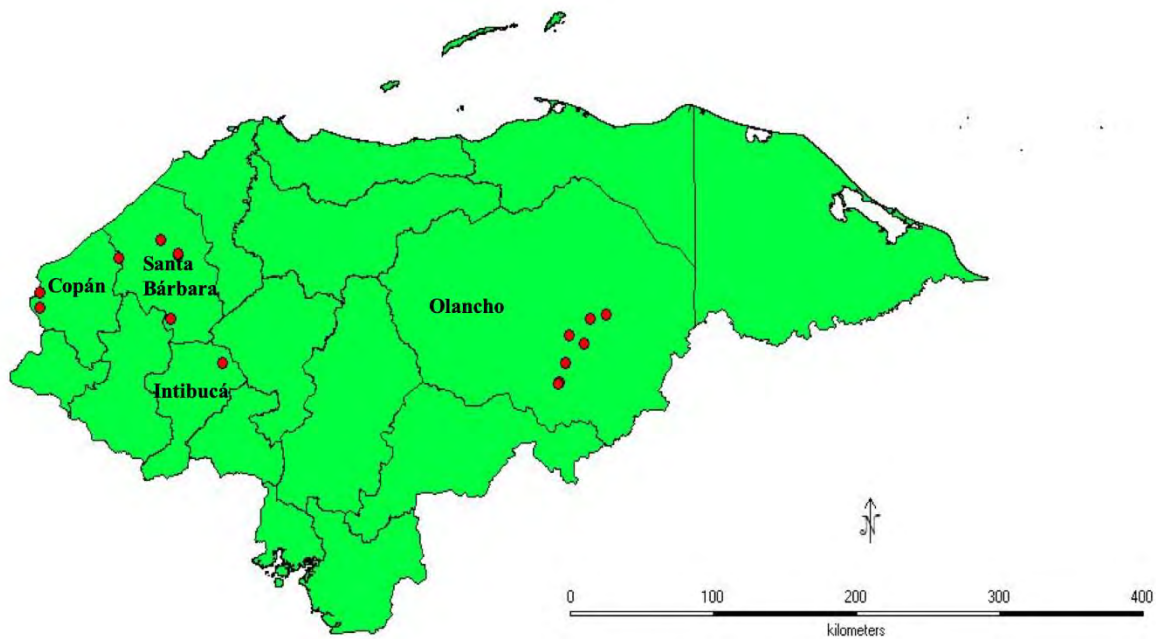 Copán
Santa
Bárbara
Olancho
Intibucá
N
0 100 200 300 400
kilometers